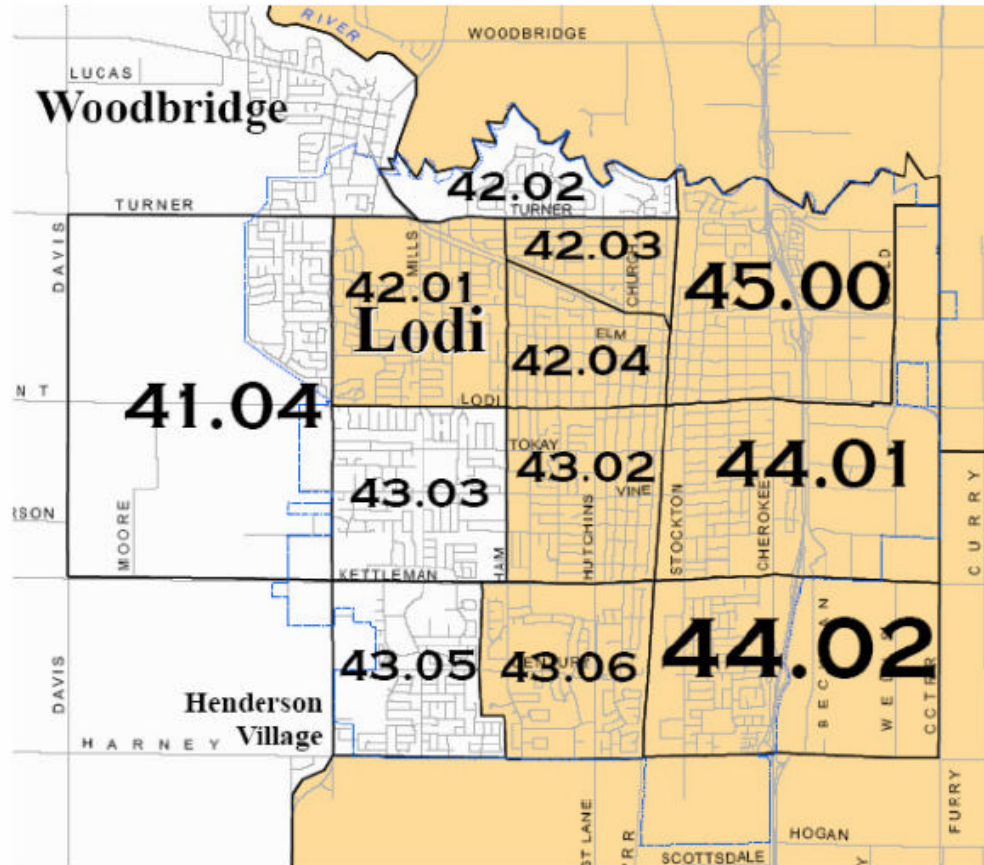 RIVER
WOODBRIDGE
LUCAS
Woodbridge
42.02
TURNER
TURNER
DAVIS
MILLS
42.03
CHURCH
42.01
45.00
Lodi
ELM
42.04
41.04
LODI
TOKAY
43.02
44.01
43.03
VINE
MOORE
HUTCHINS
STOCKTON
CHEROKEE
CURRY
KETTLEMAN
HAM
43.05
43.06
44.02
DAVIS
Henderson
Village
HARNEY
CCTRR
FURRY
HOGAN
SCOTTSDALE